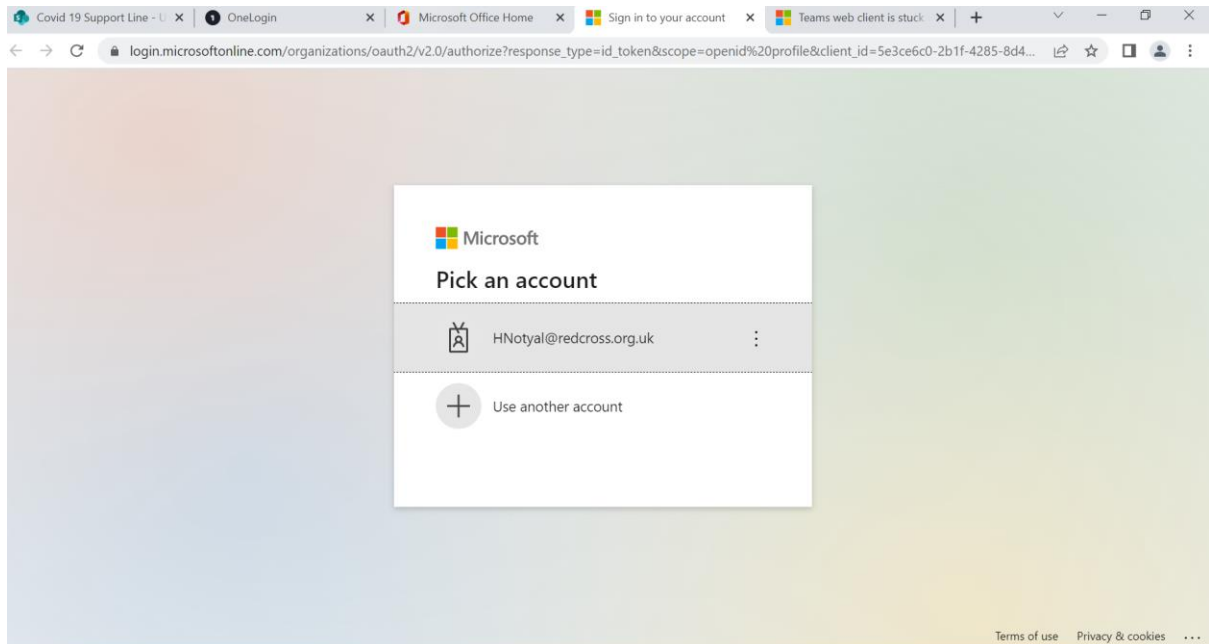 Covid 19 Support Line - U
OneLogin
Microsoft Office Home
Sign in to your account
Teams web client is stuck
login.microsoftonline.com/organizations/oauth2/v2.0/authorize?response_type=id_token&scope=openid%20profile&client_id=5e3ce6c0-2b1f-4285-8d4...
Microsoft
Pick an account
HNotyal@redcross.org.uk
Use another account
Terms of use Privacy & cookies ...